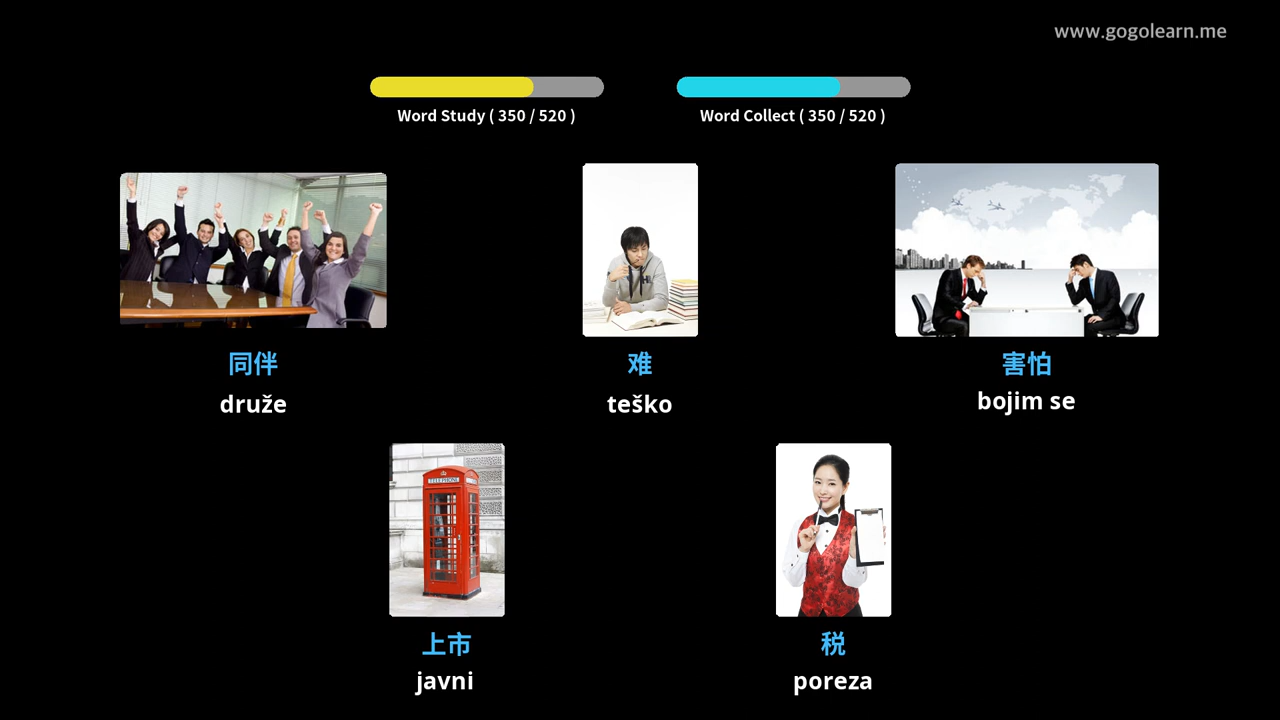 www.gogolearn.me
Word Study ( 350 / 520 )
Word Collect ( 350 / 520 )
TELEPHONE
同伴
难
害怕
druže
teško
bojim se
上市
税
javni
poreza